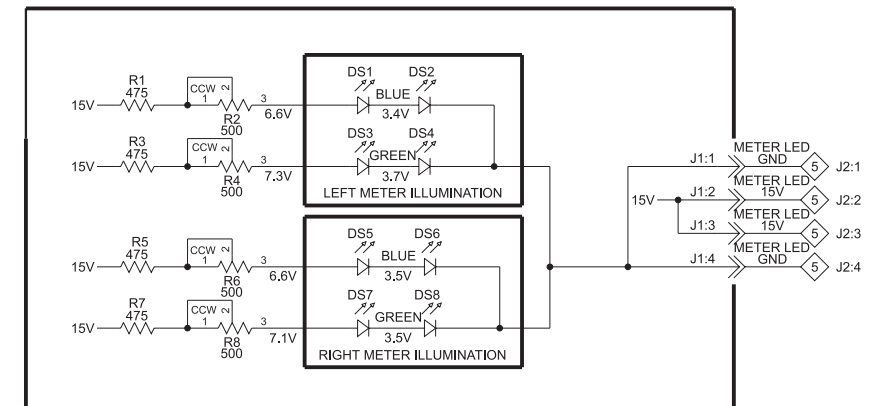 R1
475
15V
CCW
1
2
R2
500
3
6.6V
DS1
DS2
BLUE
3.4V
R3
475
15V
CCW
1
2
R4
500
3
7.3V
DS3
DS4
GREEN
3.7V
LEFT METER ILLUMINATION
R5
475
15V
CCW
1
2
R6
500
3
6.6V
DS5
DS6
BLUE
3.5V
R7
475
15V
CCW
1
2
R8
500
3
7.1V
DS7
DS8
GREEN
3.5V
RIGHT METER ILLUMINATION
METER LED
J1:1
GND
5
J2:1
METER LED
15V
J1:2
15V
5
J2:2
METER LED
J1:3
15V
5
J2:3
METER LED
J1:4
GND
5
J2:4